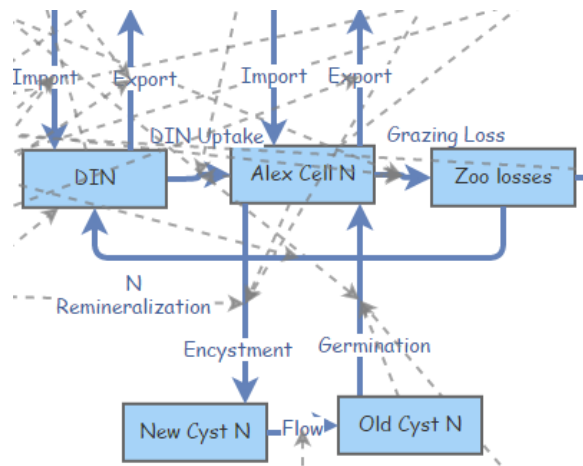 Import
Export
Import
Export
DIN Uptake
Grazing Loss
DIN
Alex Cell N
Zoo losses
N
Remineralization
Encystment
Germination
New Cyst N
Flow
Old Cyst N